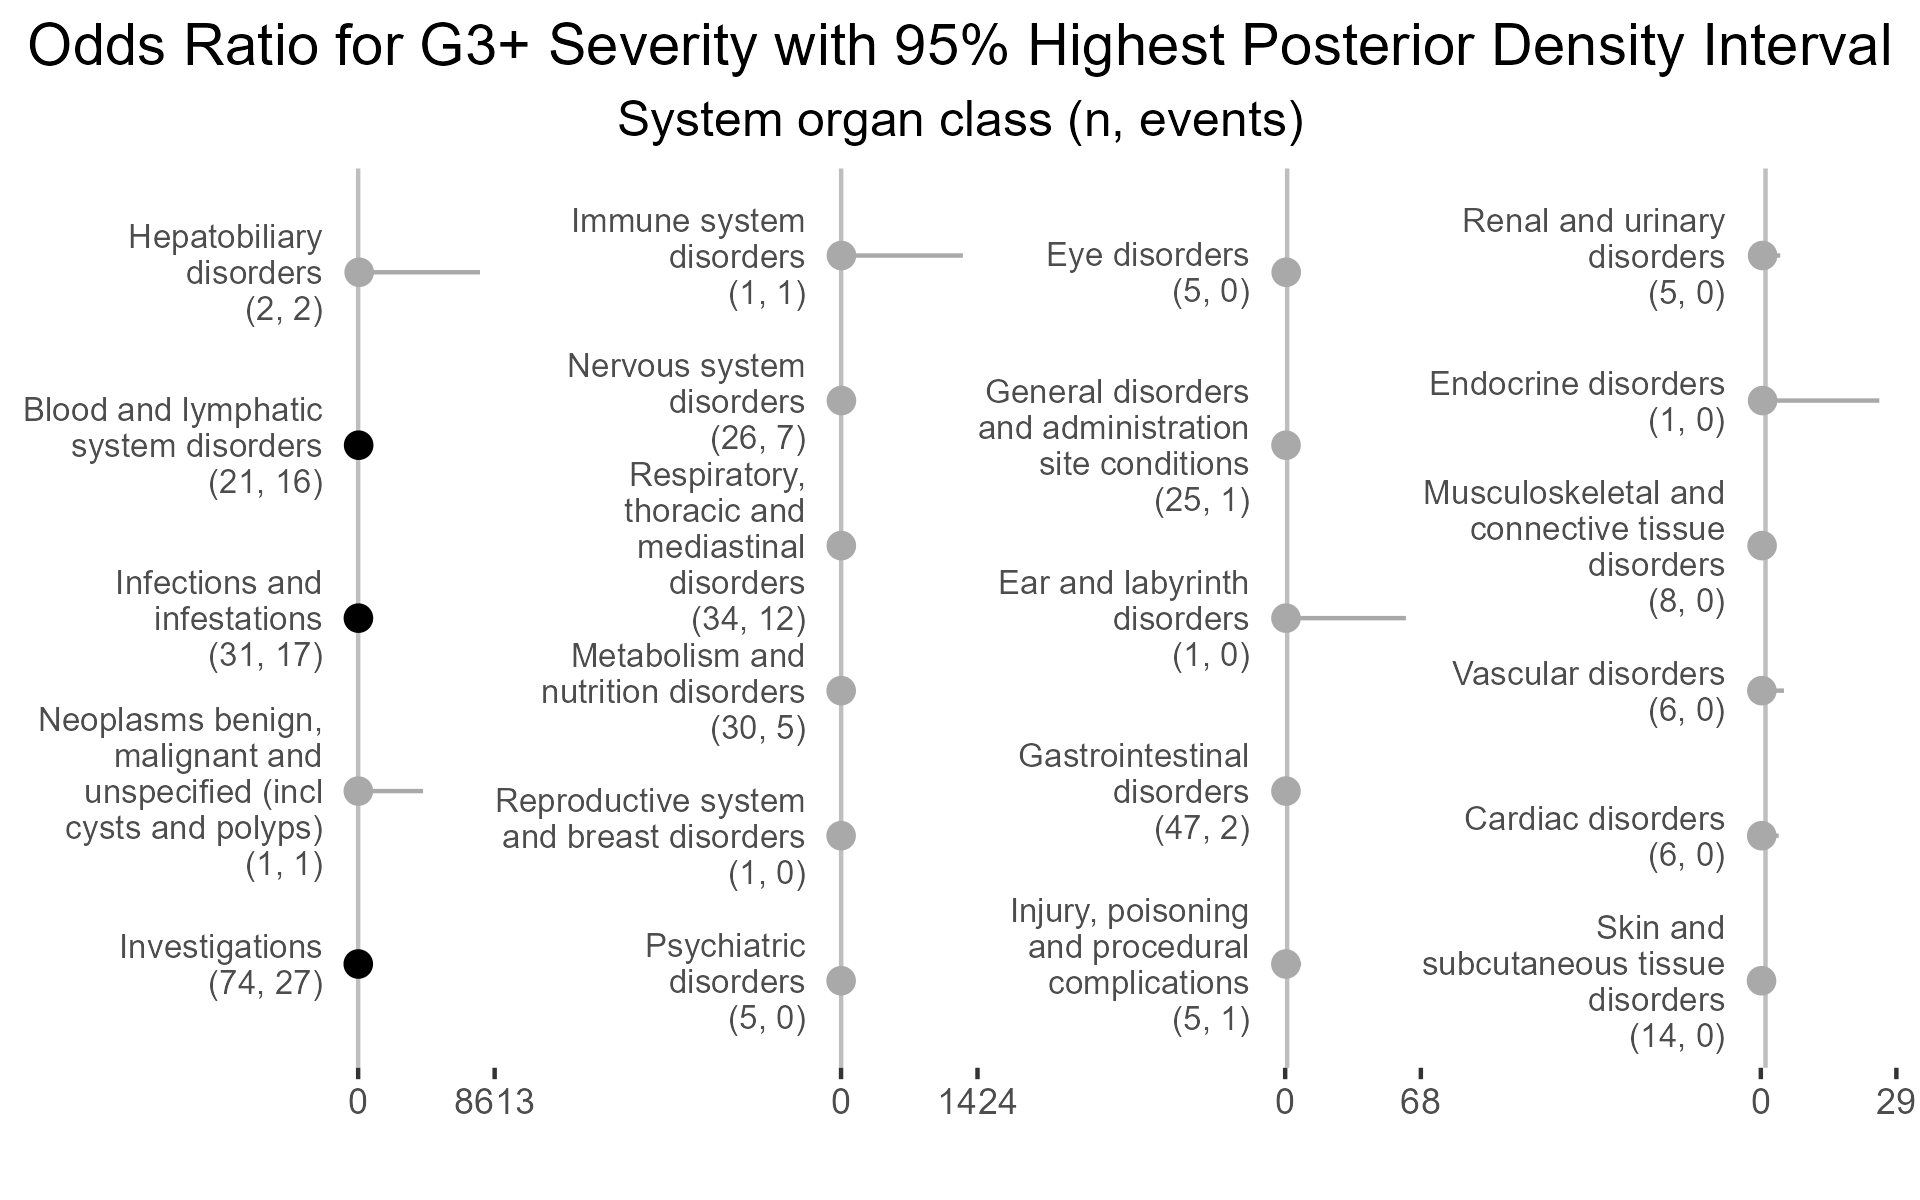 Odds Ratio for G3+ Severity with 95% Highest Posterior Density Interval
System organ class (n, events)
Hepatobiliary
disorders
(2, 2)
Blood and lymphatic
system disorders
(21, 16)
Infections and
infestations
(31, 17)
Neoplasms benign,
malignant and
unspecified (incl
cysts and polyps)
(1, 1)
Investigations
(74, 27)
0
8613
Immune system
disorders
(1, 1)
Nervous system
disorders
(26, 7)
Respiratory,
thoracic and
mediastinal
disorders
(34, 12)
Metabolism and
nutrition disorders
(30, 5)
Reproductive system
and breast disorders
(1, 0)
Psychiatric
disorders
(5, 0)
0
1424
Eye disorders
(5, 0)
General disorders
and administration
site conditions
(25, 1)
Ear and labyrinth
disorders
(1, 0)
Gastrointestinal
disorders
(47, 2)
Injury, poisoning
and procedural
complications
(5, 1)
0
68
Renal and urinary
disorders
(5, 0)
Endocrine disorders
(1, 0)
Musculoskeletal and
connective tissue
disorders
(8, 0)
Vascular disorders
(6, 0)
Cardiac disorders
(6, 0)
Skin and
subcutaneous tissue
disorders
(14, 0)
0
29